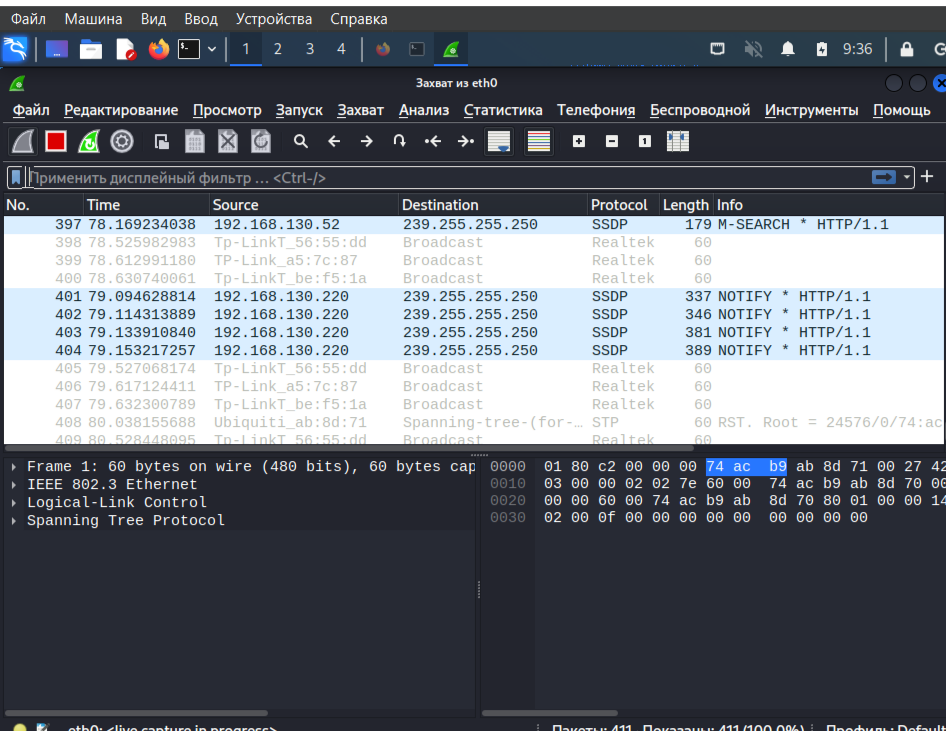 Файл Машина Вид Ввод Устройства Справка
1 2 3 4 9:36
Захват из eth0
Файл Редактирование Просмотр Запуск Захват Анализ Статистика Телефония Беспроводной Инструменты Помощь
Применить дисплейный фильтр ... <Ctrl-/>
No. Time Source Destination Protocol Length Info
397 78.169234038 192.168.130.52 239.255.255.250 SSDP 179 M-SEARCH * HTTP/1.1
398 78.525982983 Tp-LinkT_56:55:dd Broadcast Realtek 60
399 78.612991180 TP-Link_a5:7c:87 Broadcast Realtek 60
400 78.630740061 Tp-LinkT_be:f5:1a Broadcast Realtek 60
401 79.094628814 192.168.130.220 239.255.255.250 SSDP 337 NOTIFY * HTTP/1.1
402 79.114313889 192.168.130.220 239.255.255.250 SSDP 346 NOTIFY * HTTP/1.1
403 79.133910840 192.168.130.220 239.255.255.250 SSDP 381 NOTIFY * HTTP/1.1
404 79.153217257 192.168.130.220 239.255.255.250 SSDP 389 NOTIFY * HTTP/1.1
405 79.527068174 Tp-LinkT_56:55:dd Broadcast Realtek 60
406 79.617124411 TP-Link_a5:7c:87 Broadcast Realtek 60
407 79.632300789 Tp-LinkT_be:f5:1a Broadcast Realtek 60
408 80.038155688 Ubiquiti_ab:8d:71 Spanning-tree-(for-… STP 60 RST. Root = 24576/0/74:ac
409 80.528448095 Tp-LinkT_56:55:dd Broadcast Realtek 60
Frame 1: 60 bytes on wire (480 bits), 60 bytes cap
IEEE 802.3 Ethernet
Logical-Link Control
Spanning Tree Protocol
0000 01 80 c2 00 00 00 74 ac b9 ab 8d 71 00 27 42
0010 03 00 00 02 02 7e 60 00 74 ac b9 ab 8d 70 00
0020 00 00 60 00 74 ac b9 ab 8d 70 80 01 00 00 14
0030 02 00 0f 00 00 00 00 00 00 00 00 00
eth0: <live capture in progress> Пакеты: 411 · Показаны: 411 (100.0%) Профиль: Default